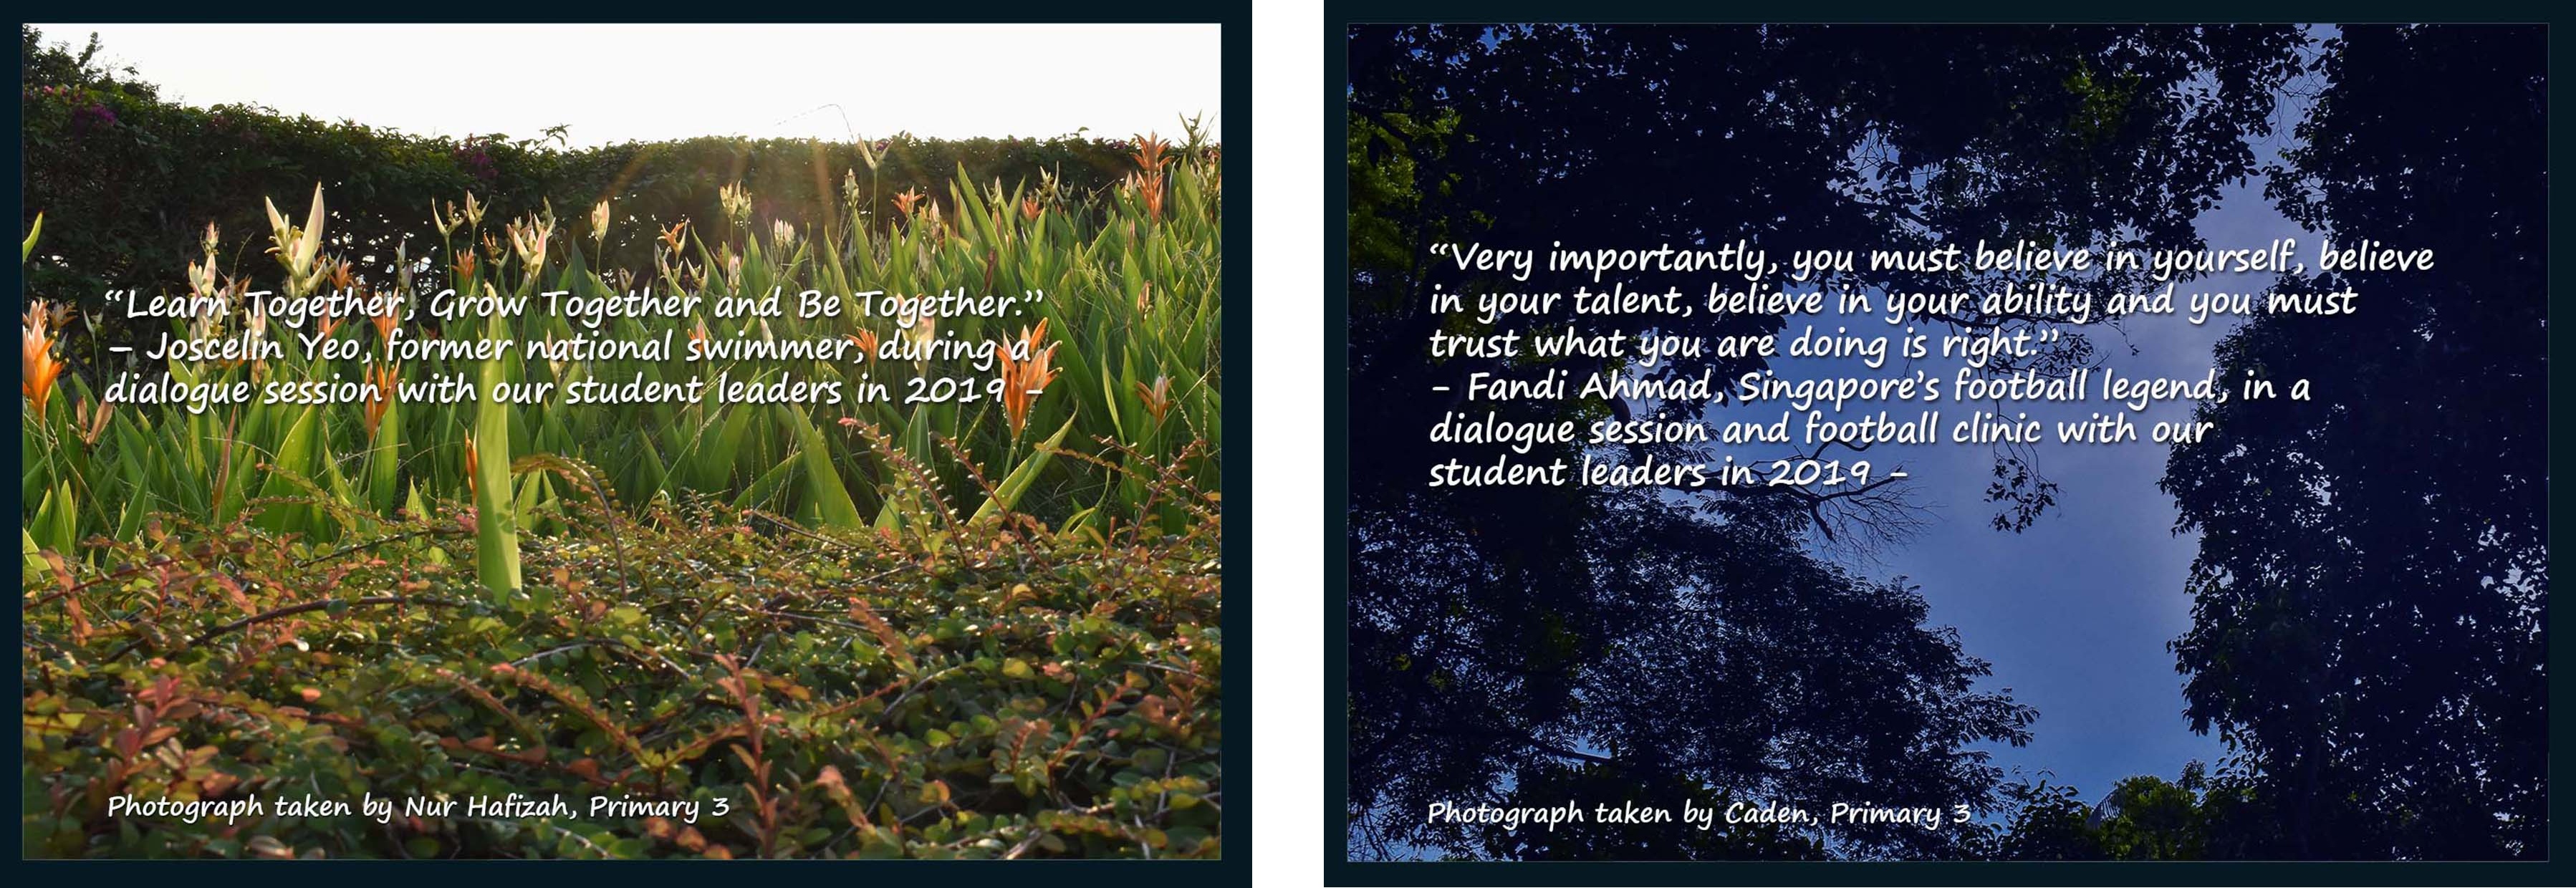 “Learn Together, Grow Together and Be Together.”
– Joscelin Yeo, former national swimmer, during a
dialogue session with our student leaders in 2019 –
Photograph taken by Nur Hafizah, Primary 3
“Very importantly, you must believe in yourself, believe
in your talent, believe in your ability and you must
trust what you are doing is right.”
– Fandi Ahmad, Singapore’s football legend, in a
dialogue session and football clinic with our
student leaders in 2019 –
Photograph taken by Caden, Primary 3